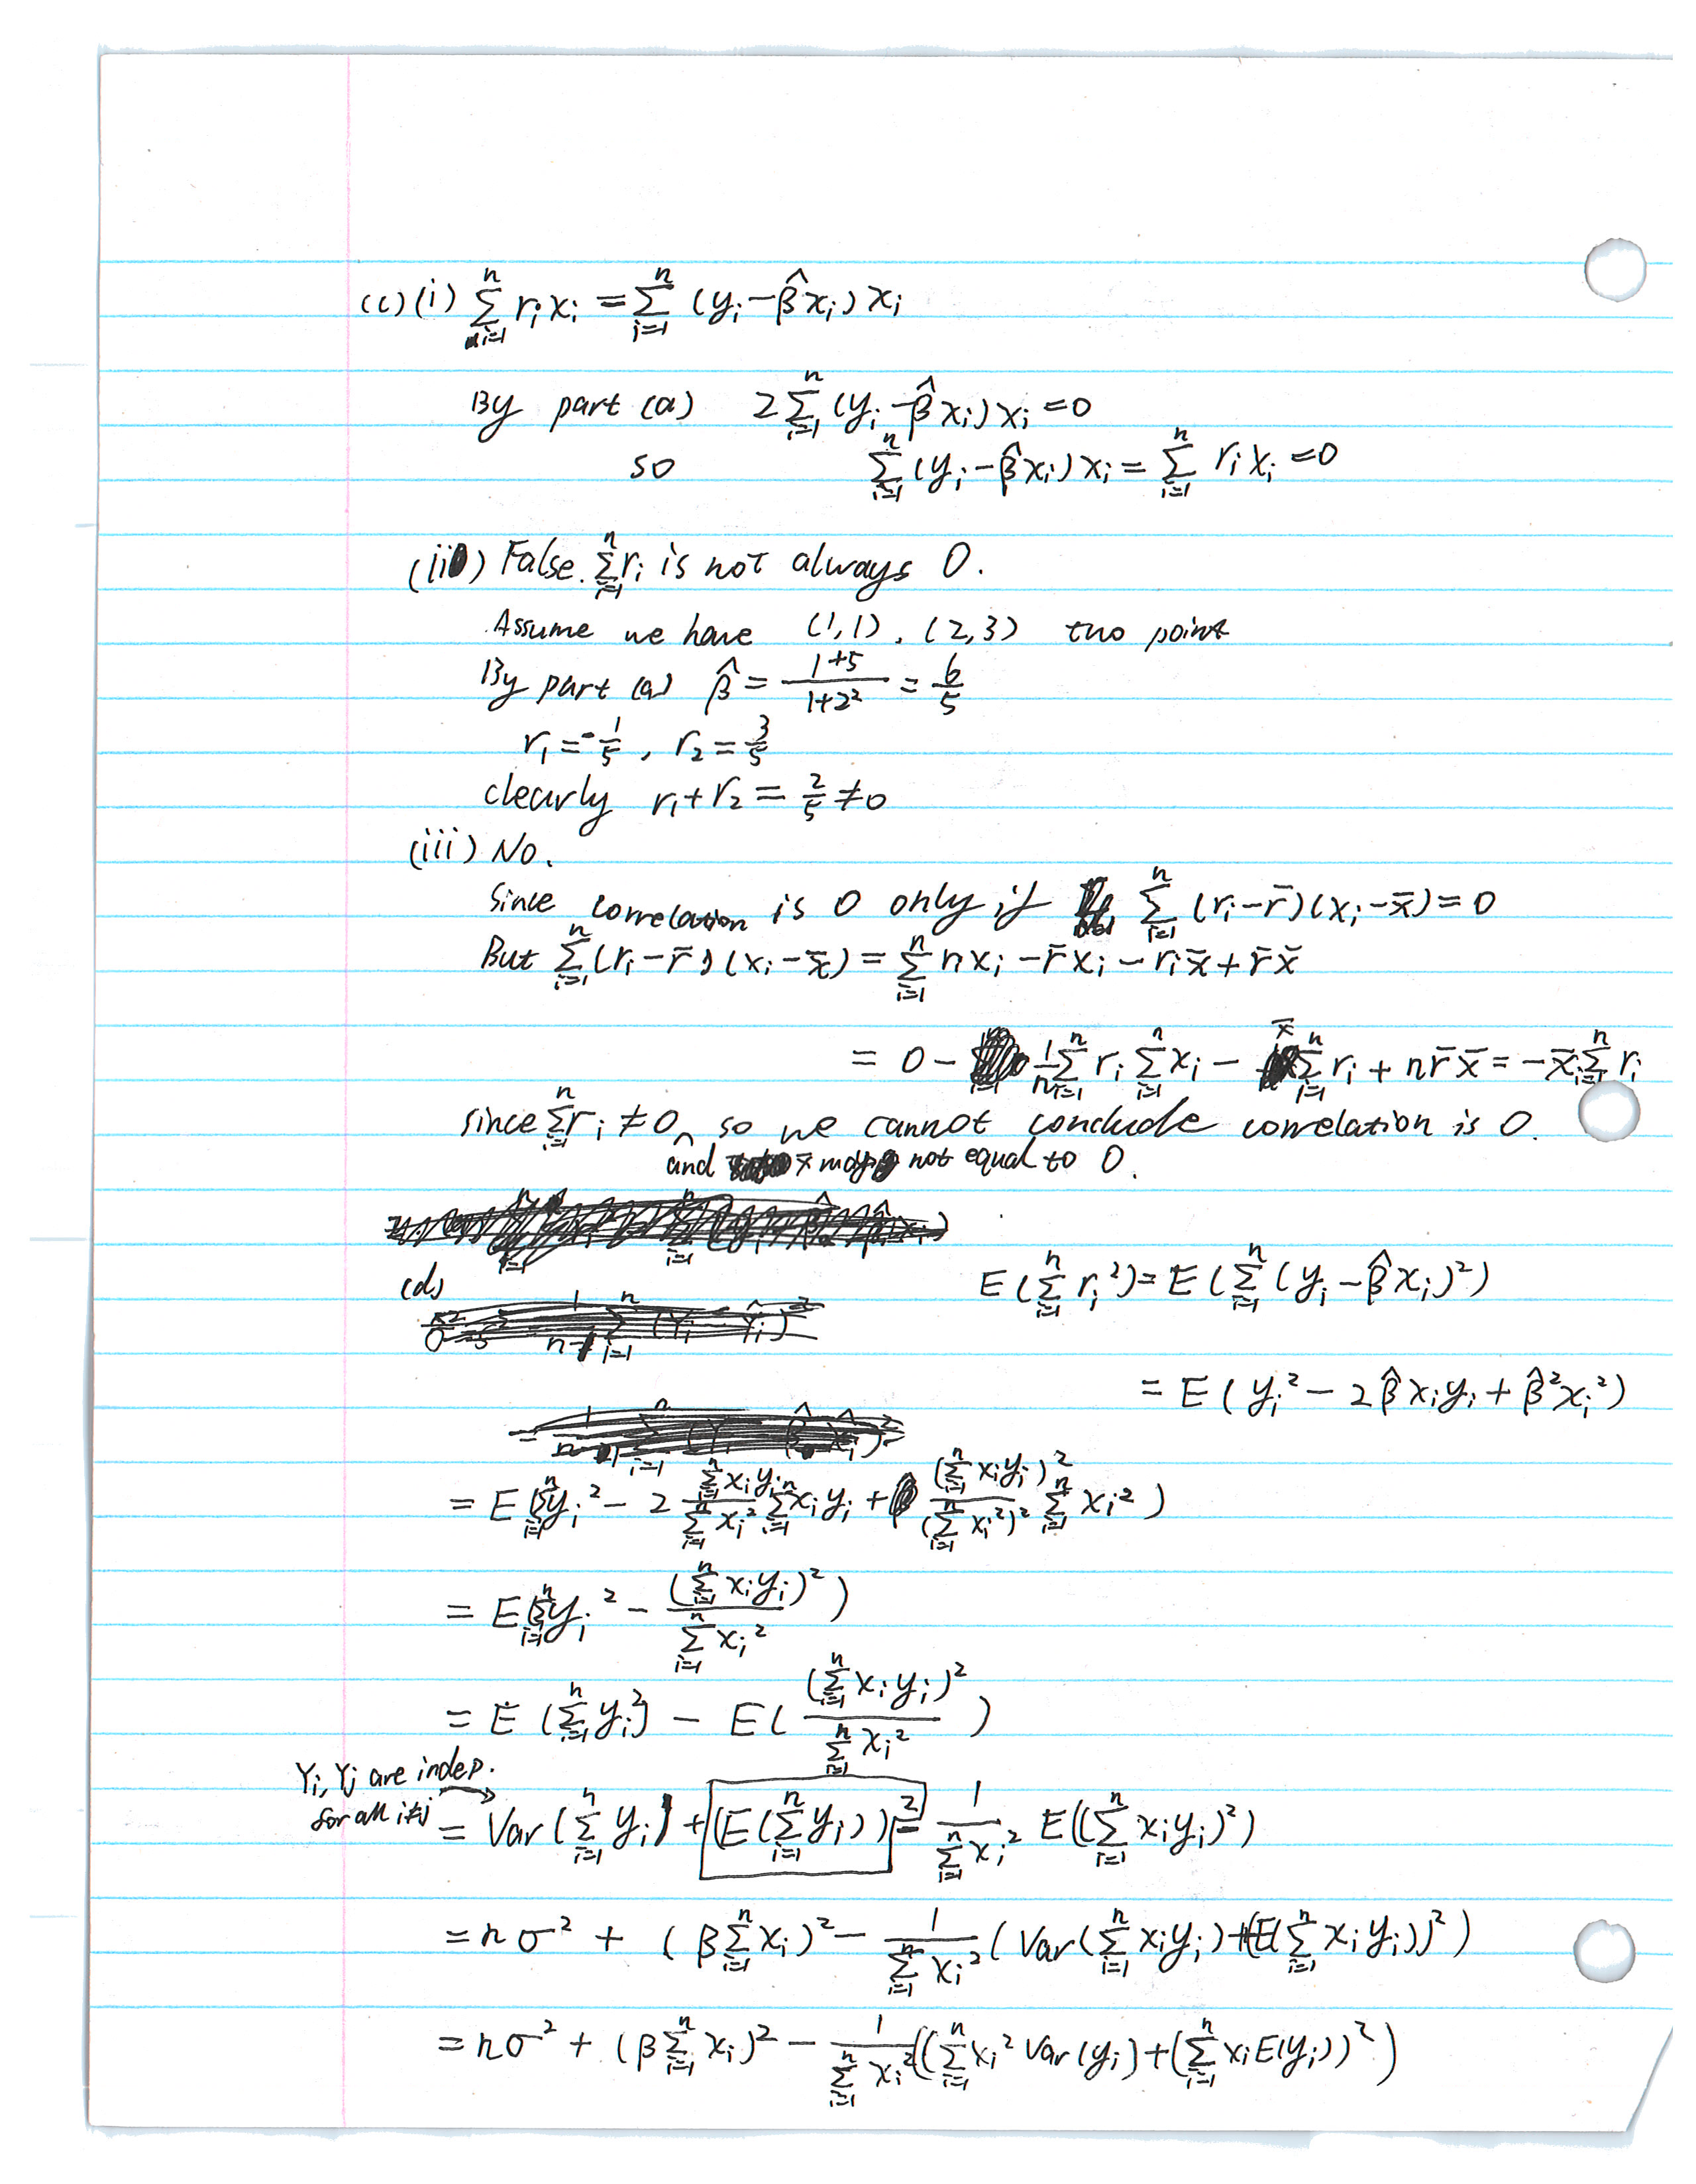 (c) (i) $\sum_{i=1}^{n} r_i x_i = \sum_{i=1}^{n} (y_i - \hat{\beta} x_i) x_i$
By part (a) $2\sum_{i=1}^{n} (y_i - \hat{\beta} x_i) x_i = 0$
so $\sum_{i=1}^{n} (y_i - \hat{\beta} x_i) x_i = \sum_{i=1}^{n} r_i x_i = 0$
(ii) False. $\sum_{i=1}^{n} r_i$ is not always 0.
Assume we have (1,1), (2,3) two point
By part (a) $\hat{\beta} = \frac{1+5}{1+2^2} = \frac{6}{5}$
$r_1 = -\frac{1}{5}, r_2 = \frac{3}{5}$
clearly $r_1 + r_2 = \frac{2}{5} \neq 0$
(iii) No.
Since correlation is 0 only if $\sum_{i=1}^{n} (r_i - \bar{r})(x_i - \bar{x}) = 0$
But $\sum_{i=1}^{n} (r_i - \bar{r})(x_i - \bar{x}) = \sum_{i=1}^{n} r_i x_i - \bar{r} x_i - r_i \bar{x} + \bar{r}\bar{x}$
$= 0 - \frac{1}{n}\sum_{i=1}^{n} r_i \sum_{i=1}^{n} x_i - \bar{x} \sum_{i=1}^{n} r_i + n\bar{r}\bar{x} = -\bar{x}\sum_{i=1}^{n} r_i$
since $\sum_{i=1}^{n} r_i \neq 0$ ^ so we cannot conclude correlation is 0.
and $\bar{x}$ may not equal to 0.
(d) $E(\sum_{i=1}^{n} r_i^2) = E(\sum_{i=1}^{n} (y_i - \hat{\beta} x_i)^2)$
$= E(y_i^2 - 2\hat{\beta} x_i y_i + \hat{\beta}^2 x_i^2)$
$= E(\sum_{i=1}^{n} y_i^2 - 2 \frac{\sum_{i=1}^{n} x_i y_i}{\sum_{i=1}^{n} x_i^2} \sum_{i=1}^{n} x_i y_i + \frac{(\sum_{i=1}^{n} x_i y_i)^2}{(\sum_{i=1}^{n} x_i^2)^2} \sum_{i=1}^{n} x_i^2)$
$= E(\sum_{i=1}^{n} y_i^2 - \frac{(\sum_{i=1}^{n} x_i y_i)^2}{\sum_{i=1}^{n} x_i^2})$
$= E(\sum_{i=1}^{n} y_i^2) - E(\frac{(\sum_{i=1}^{n} x_i y_i)^2}{\sum_{i=1}^{n} x_i^2})$
$Y_i, Y_j$ are indep.
for all $i \neq j$
$= Var(\sum_{i=1}^{n} y_i) + (E(\sum_{i=1}^{n} y_i))^2 - \frac{1}{\sum_{i=1}^{n} x_i^2} E((\sum_{i=1}^{n} x_i y_i)^2)$
$= n\sigma^2 + (\beta \sum_{i=1}^{n} x_i)^2 - \frac{1}{\sum_{i=1}^{n} x_i^2} (Var(\sum_{i=1}^{n} x_i y_i) + (E(\sum_{i=1}^{n} x_i y_i))^2)$
$= n\sigma^2 + (\beta \sum_{i=1}^{n} x_i)^2 - \frac{1}{\sum_{i=1}^{n} x_i^2} ((\sum_{i=1}^{n} x_i^2 Var(y_i) + (\sum_{i=1}^{n} x_i E(y_i))^2)$